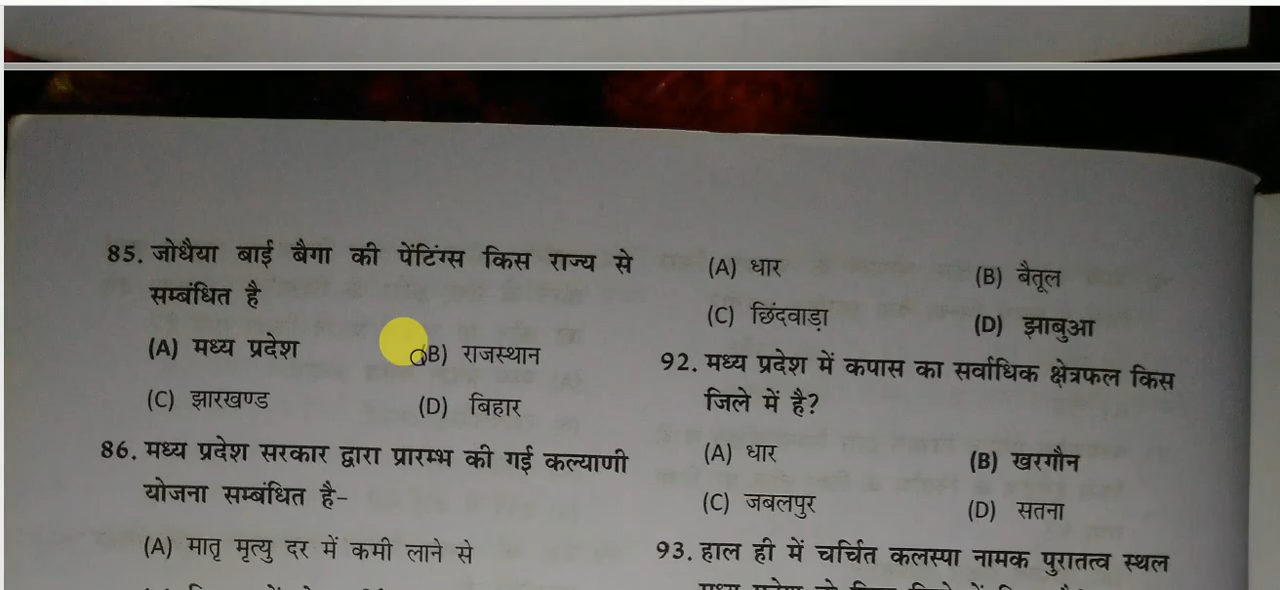 85. जोधैया बाई बैगा की पेंटिंग्स किस राज्य से
सम्बंधित है
(A) मध्य प्रदेश (B) राजस्थान
(C) झारखण्ड (D) बिहार
86. मध्य प्रदेश सरकार द्वारा प्रारम्भ की गई कल्याणी
योजना सम्बंधित है-
(A) मातृ मृत्यु दर में कमी लाने से
(A) धार (B) बैतूल
(C) छिंदवाड़ा (D) झाबुआ
92. मध्य प्रदेश में कपास का सर्वाधिक क्षेत्रफल किस
जिले में है?
(A) धार (B) खरगौन
(C) जबलपुर (D) सतना
93. हाल ही में चर्चित कलस्पा नामक पुरातत्व स्थल